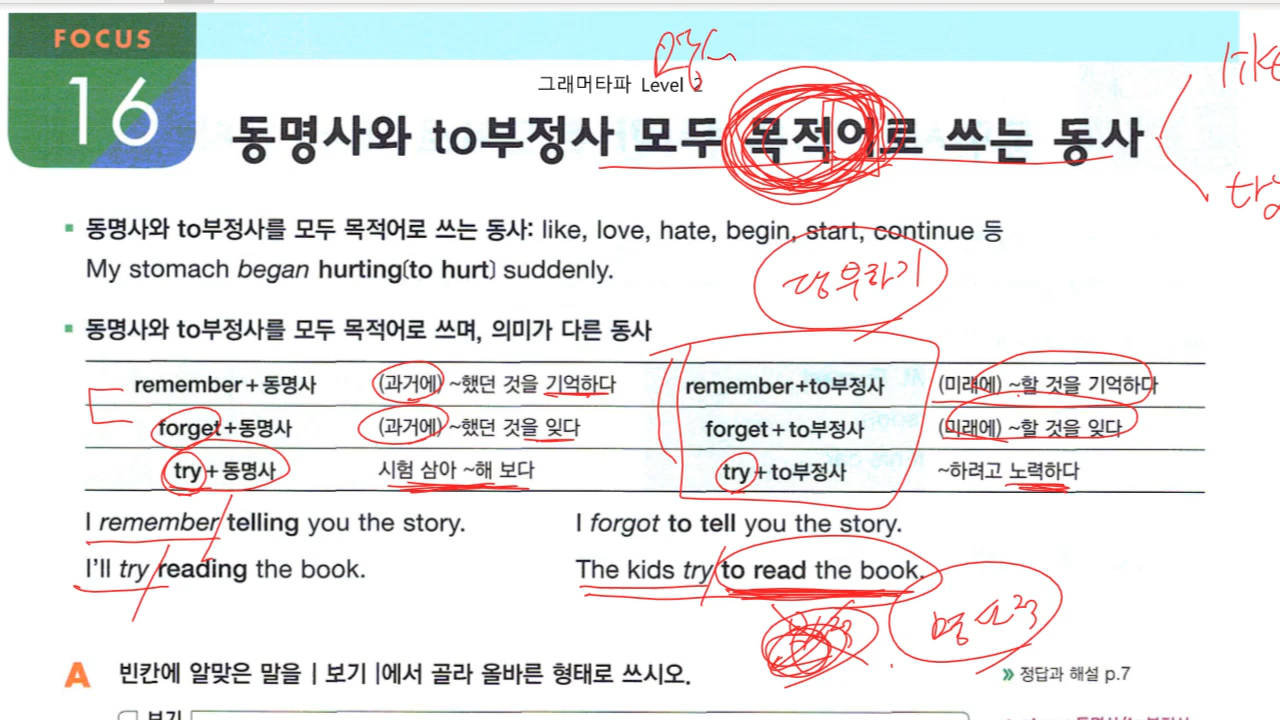 FOCUS
16
그래머타파 Level 2
like
동명사와 to부정사 모두 목적어로 쓰는 동사
try
▪ 동명사와 to부정사를 모두 목적어로 쓰는 동사: like, love, hate, begin, start, continue 등
My stomach began hurting(to hurt) suddenly.
당부하기
▪ 동명사와 to부정사를 모두 목적어로 쓰며, 의미가 다른 동사
remember+동명사 (과거에) ~했던 것을 기억하다 remember+to부정사 (미래에) ~할 것을 기억하다
forget+동명사 (과거에) ~했던 것을 잊다 forget+to부정사 (미래에) ~할 것을 잊다
try+동명사 시험 삼아 ~해 보다 try+to부정사 ~하려고 노력하다
I remember telling you the story. I forgot to tell you the story.
I'll try reading the book. The kids try to read the book.
A 빈칸에 알맞은 말을 | 보기 |에서 골라 올바른 형태로 쓰시오.
» 정답과 해설 p.7
보기